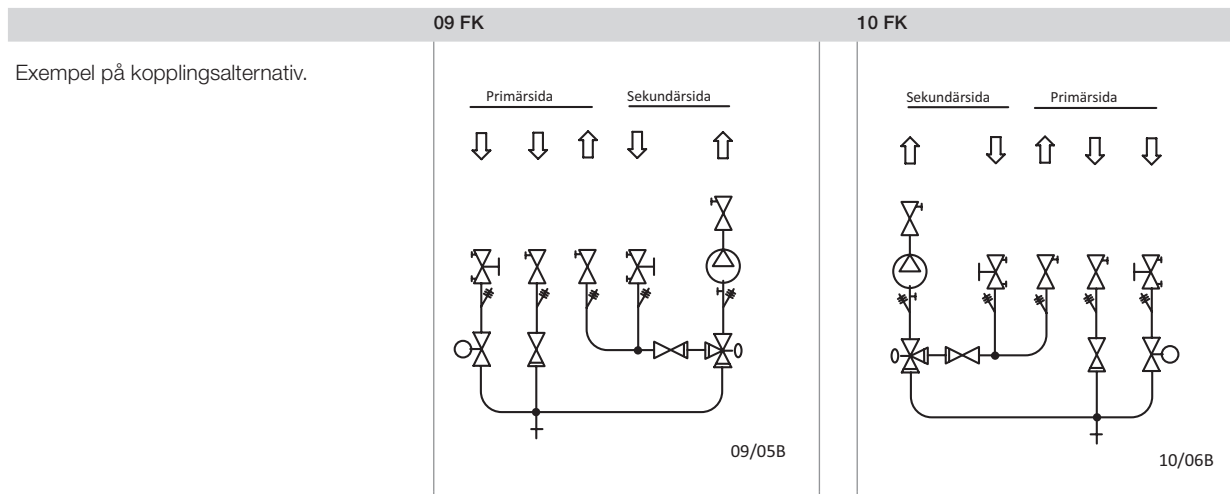 09 FK
10 FK
Exempel på kopplingsalternativ.
Primärsida
Sekundärsida
Sekundärsida
Primärsida
09/05B
10/06B